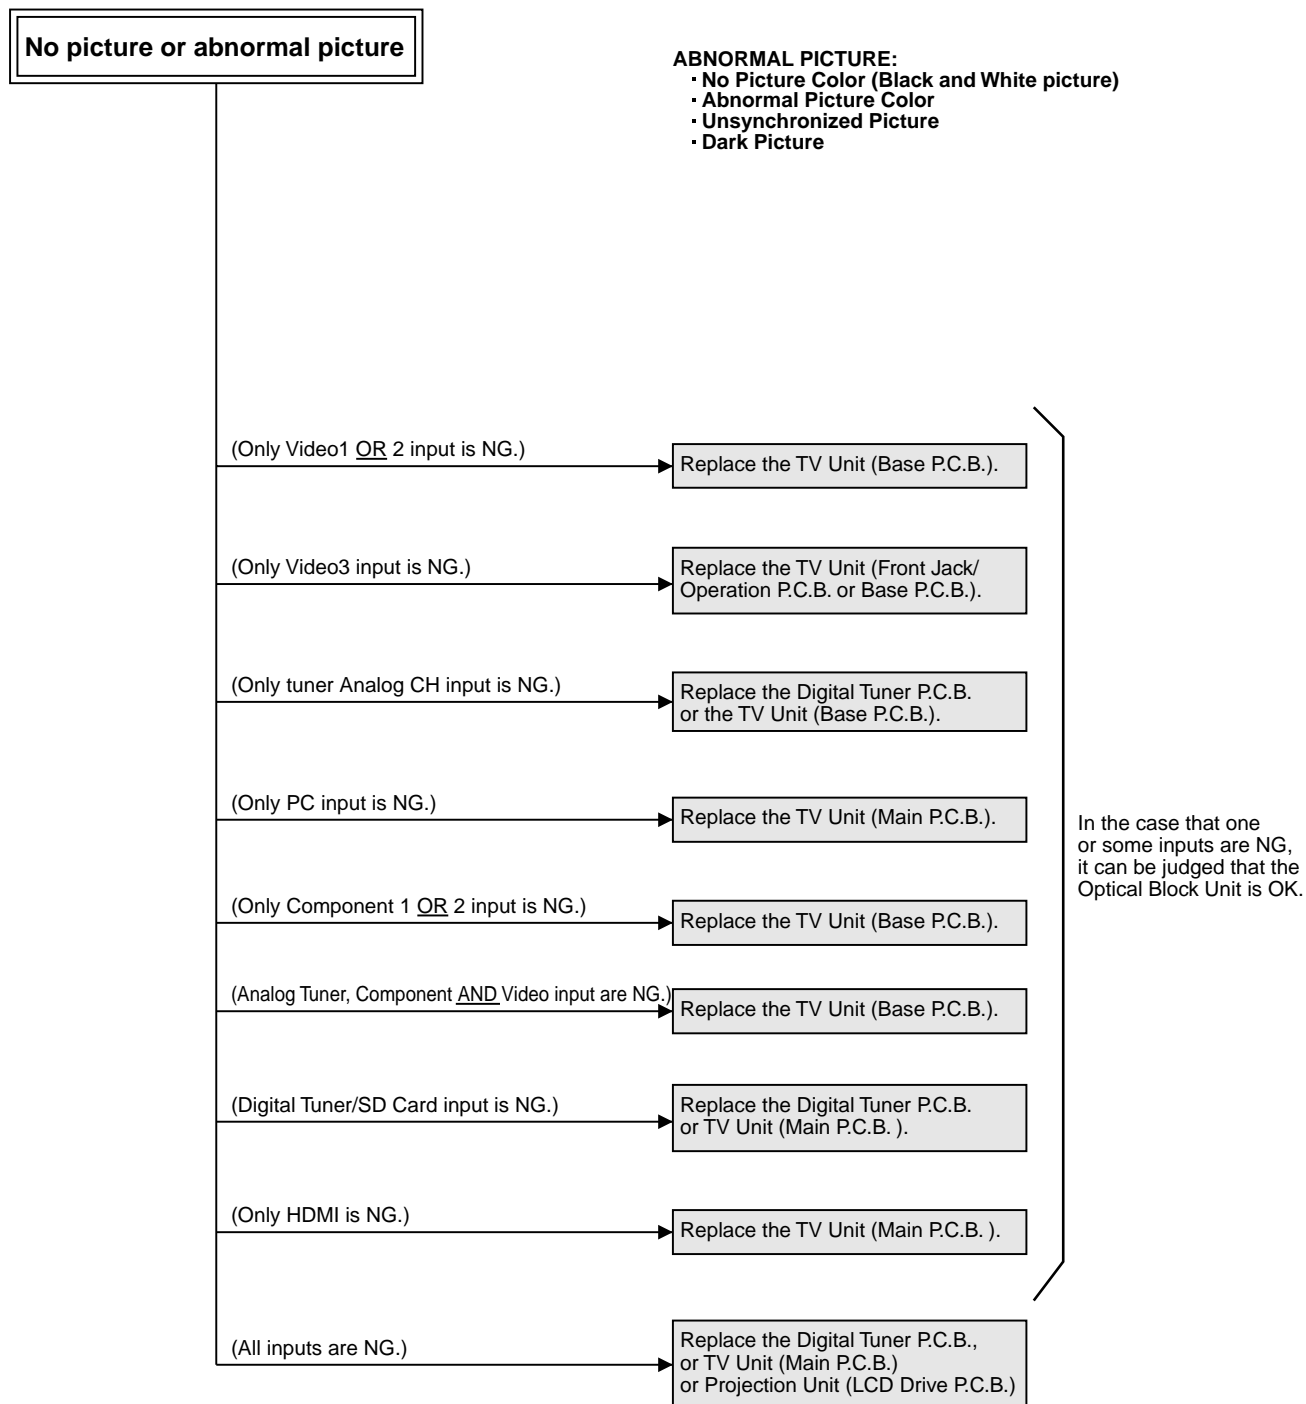 No picture or abnormal picture
ABNORMAL PICTURE:
· No Picture Color (Black and White picture)
· Abnormal Picture Color
· Unsynchronized Picture
· Dark Picture
(Only Video1 OR 2 input is NG.)
Replace the TV Unit (Base P.C.B.).
(Only Video3 input is NG.)
Replace the TV Unit (Front Jack/
Operation P.C.B. or Base P.C.B.).
(Only tuner Analog CH input is NG.)
Replace the Digital Tuner P.C.B.
or the TV Unit (Base P.C.B.).
(Only PC input is NG.)
Replace the TV Unit (Main P.C.B.).
(Only Component 1 OR 2 input is NG.)
Replace the TV Unit (Base P.C.B.).
(Analog Tuner, Component AND Video input are NG.)
Replace the TV Unit (Base P.C.B.).
(Digital Tuner/SD Card input is NG.)
Replace the Digital Tuner P.C.B.
or TV Unit (Main P.C.B. ).
(Only HDMI is NG.)
Replace the TV Unit (Main P.C.B. ).
In the case that one
or some inputs are NG,
it can be judged that the
Optical Block Unit is OK.
(All inputs are NG.)
Replace the Digital Tuner P.C.B.,
or TV Unit (Main P.C.B.)
or Projection Unit (LCD Drive P.C.B.)